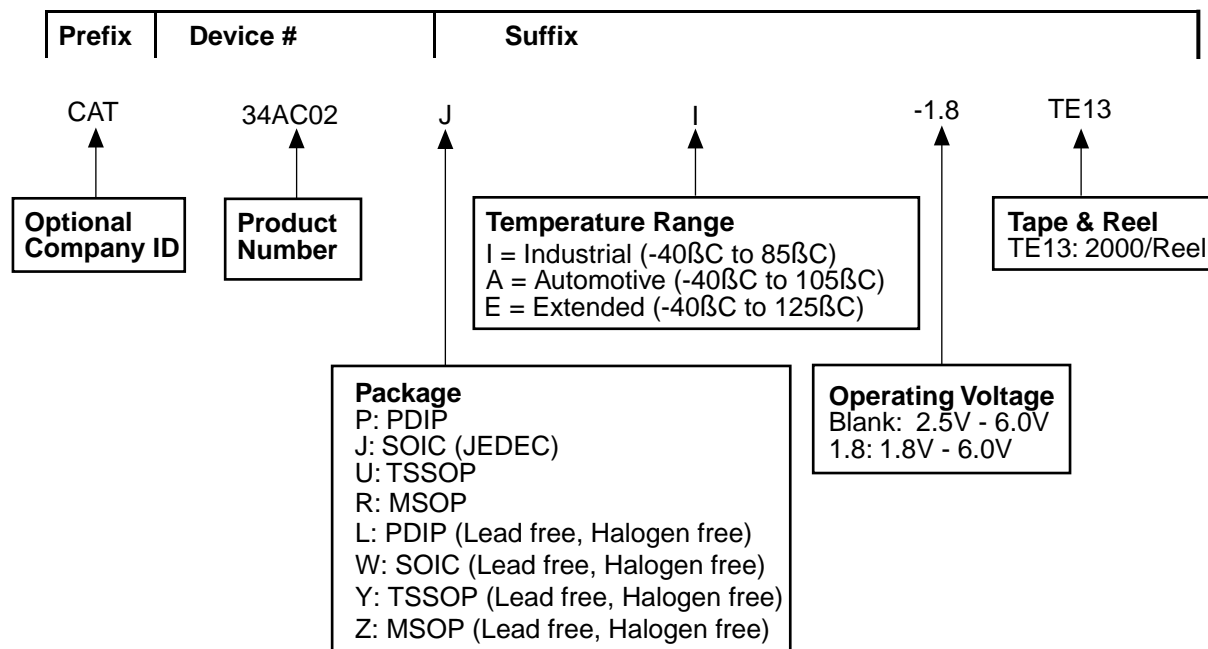 Prefix Device # Suffix
CAT 34AC02 J I -1.8 TE13
Optional
Company ID
Product
Number
Temperature Range
I = Industrial (-40ßC to 85ßC)
A = Automotive (-40ßC to 105ßC)
E = Extended (-40ßC to 125ßC)
Tape & Reel
TE13: 2000/Reel
Package
P: PDIP
J: SOIC (JEDEC)
U: TSSOP
R: MSOP
L: PDIP (Lead free, Halogen free)
W: SOIC (Lead free, Halogen free)
Y: TSSOP (Lead free, Halogen free)
Z: MSOP (Lead free, Halogen free)
Operating Voltage
Blank: 2.5V - 6.0V
1.8: 1.8V - 6.0V